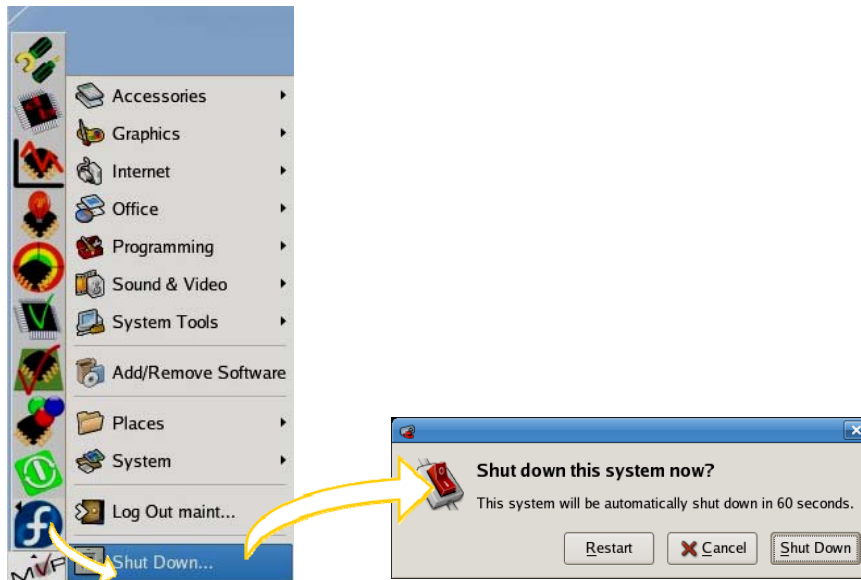 Accessories
Graphics
Internet
Office
Programming
Sound & Video
System Tools
Add/Remove Software
Places
System
Log Out maint...
Shut Down...
MVP
Shut down this system now?
This system will be automatically shut down in 60 seconds.
Restart
Cancel
Shut Down